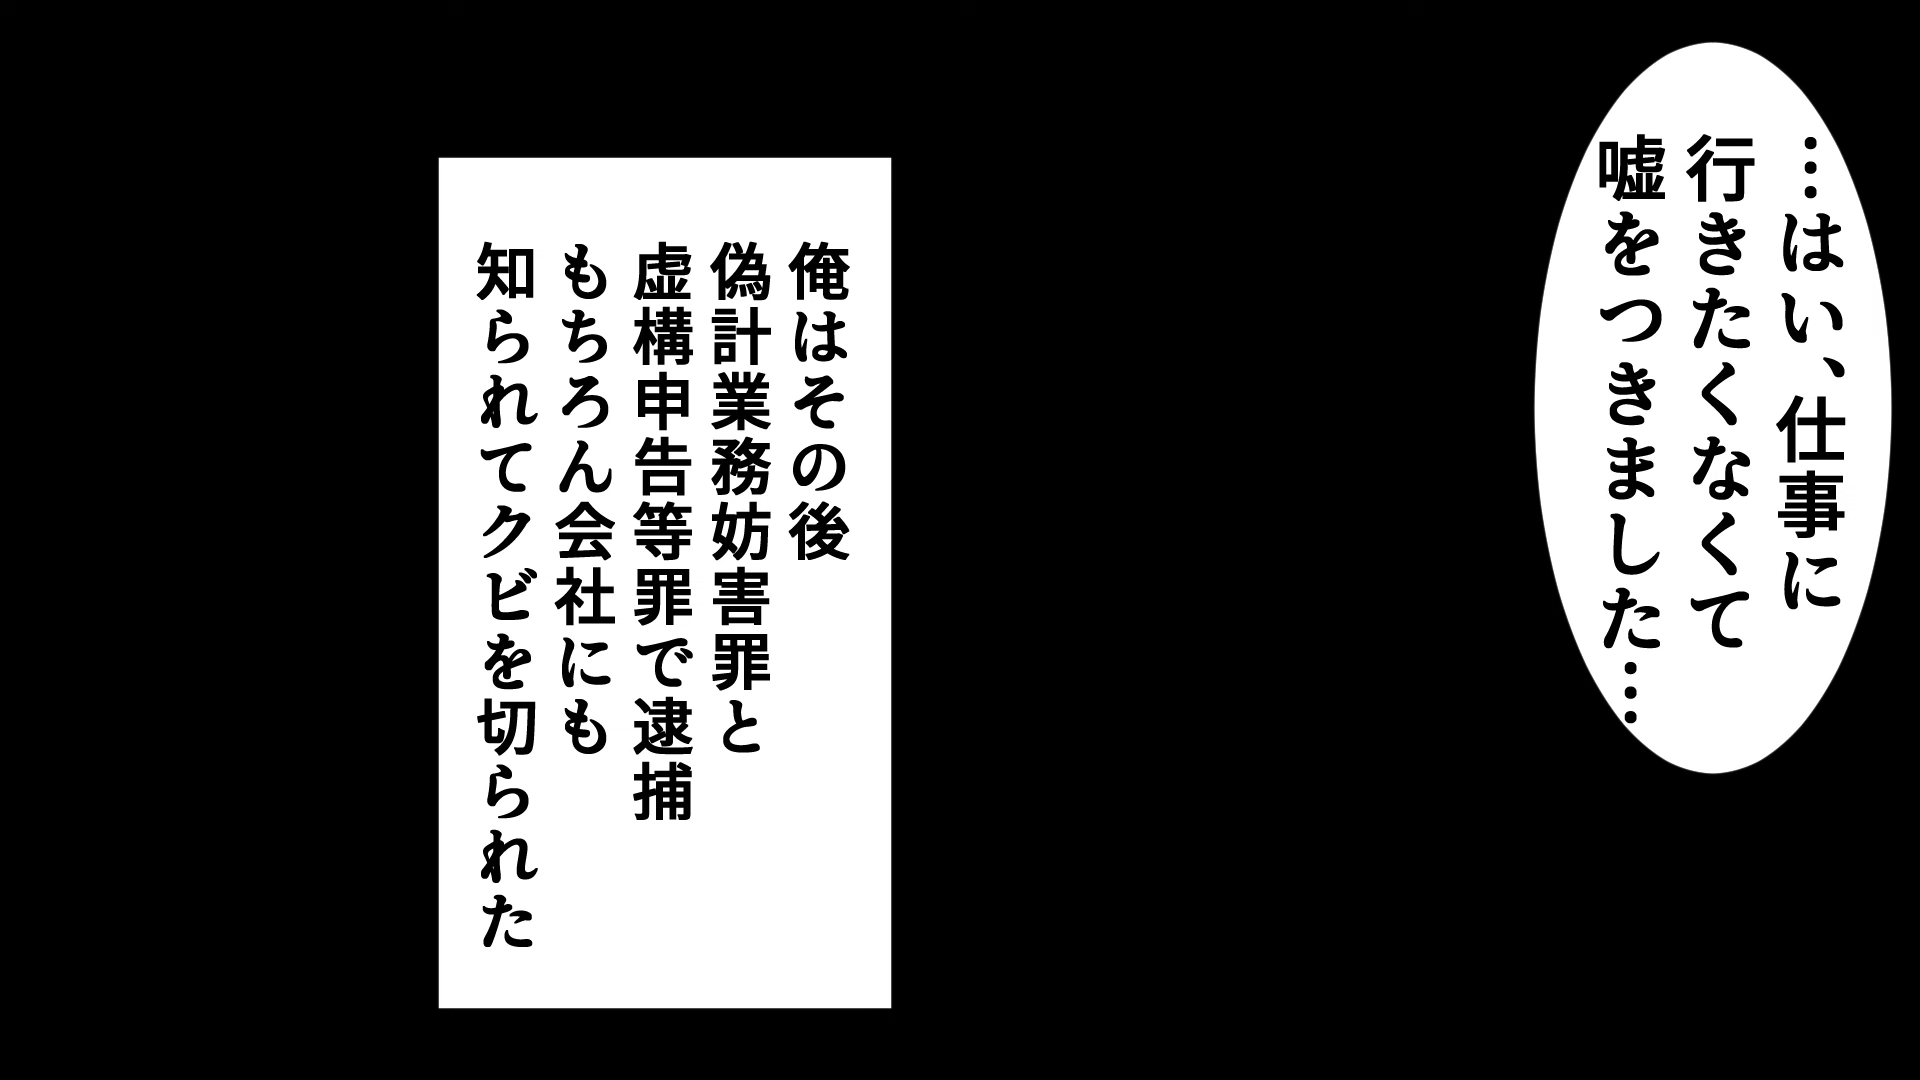 …はい、仕事に
行きたくなくて
嘘をつきました…
俺はその後
偽計業務妨害罪と
虚構申告等罪で逮捕
もちろん会社にも
知られてクビを切られた